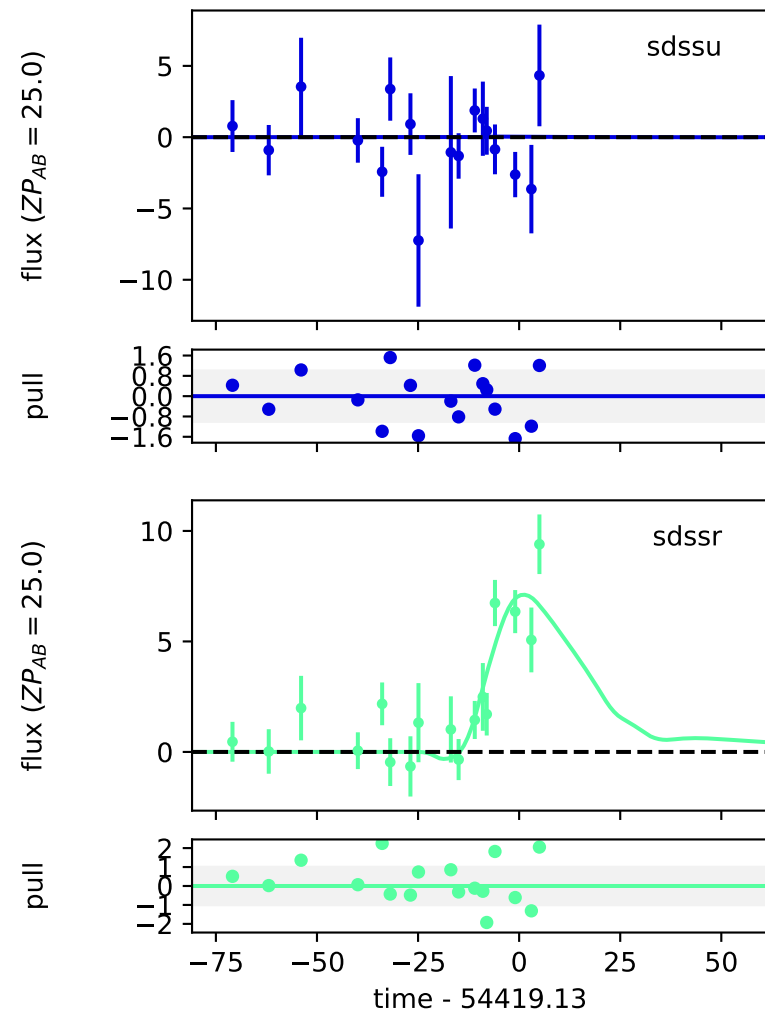 sdssu
flux (ZP_AB = 25.0)
5
0
−5
−10
pull
1.6
0.8
0.0
−0.8
−1.6
sdssr
flux (ZP_AB = 25.0)
10
5
0
pull
2
1
0
−1
−2
−75 −50 −25 0 25 50
time - 54419.13